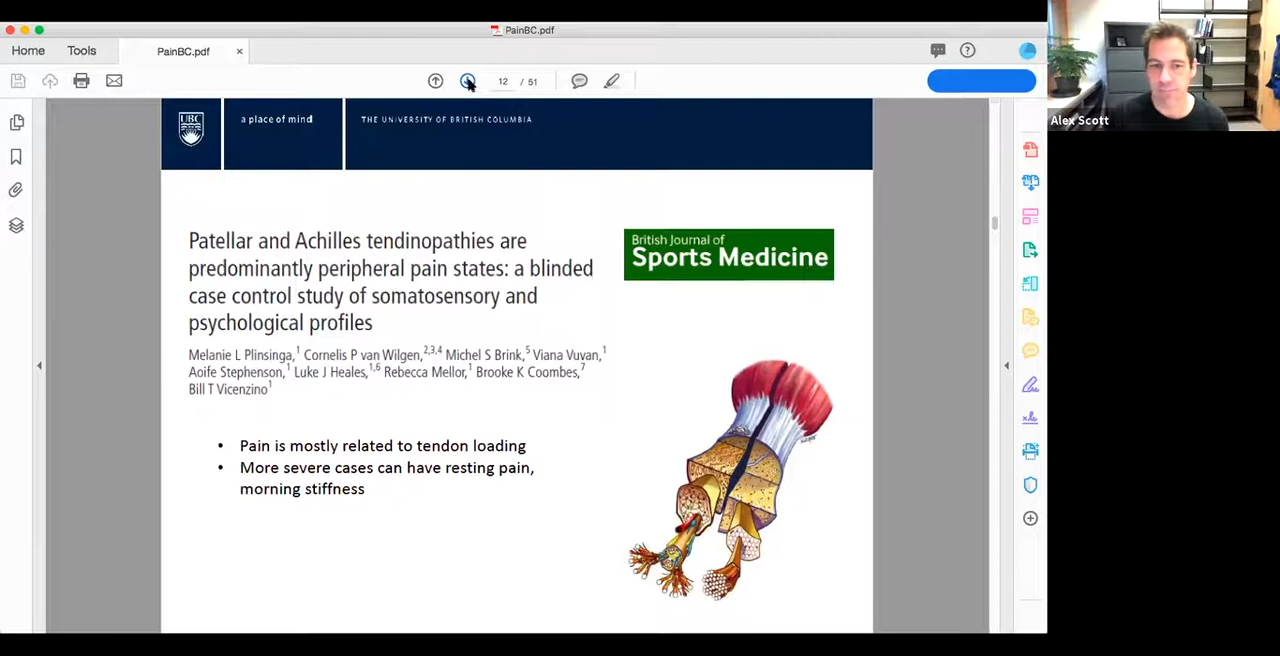 PainBC.pdf
Home
Tools
PainBC.pdf
×
12 / 51
Alex Scott
UBC
a place of mind
THE UNIVERSITY OF BRITISH COLUMBIA
Patellar and Achilles tendinopathies are
predominantly peripheral pain states: a blinded
case control study of somatosensory and
psychological profiles
British Journal of
Sports Medicine
Melanie L Plinsinga,1 Cornelis P van Wilgen,2,3,4 Michel S Brink,5 Viana Vuvan,1
Aoife Stephenson,1 Luke J Heales,1 Rebecca Mellor,1,6 Brooke K Coombes,7
Bill T Vicenzino1
• Pain is mostly related to tendon loading
• More severe cases can have resting pain,
morning stiffness